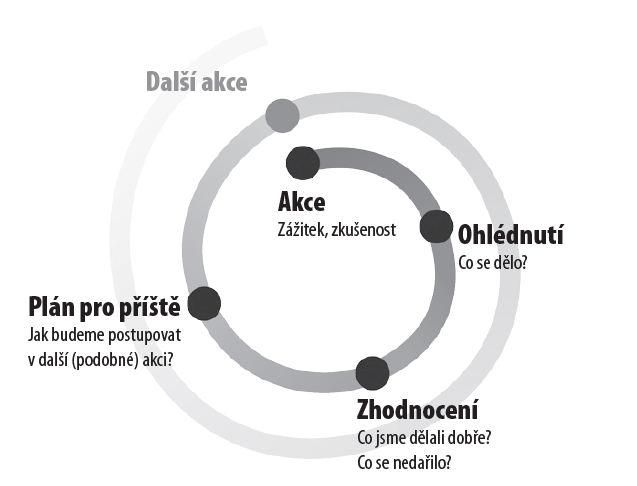 Další akce
Akce
Zážitek, zkušenost
Ohlédnutí
Co se dělo?
Plán pro příště
Jak budeme postupovat
v další (podobné) akci?
Zhodnocení
Co jsme dělali dobře?
Co se nedařilo?